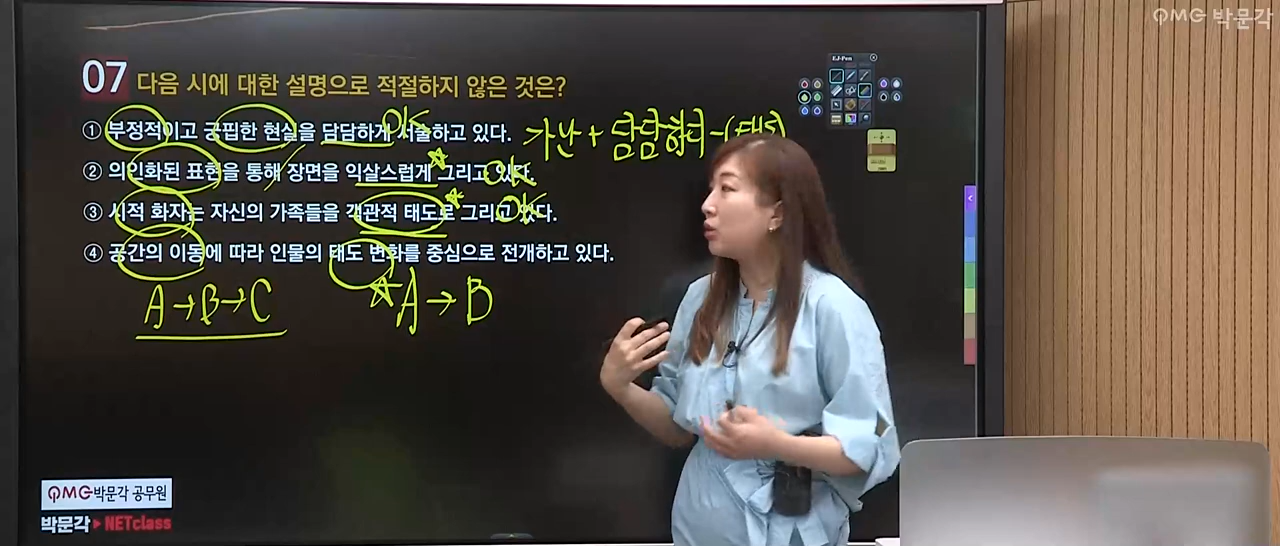 PMG 박문각
EJ-Pen
07 다음 시에 대한 설명으로 적절하지 않은 것은?
① 부정적이고 궁핍한 현실을 담담하게 서술하고 있다. 가난 + 담담하다
OK
② 의인화된 표현을 통해 장면을 익살스럽게 그리고 있다.
OK
③ 시적 화자는 자신의 가족들을 객관적 태도로 그리고 있다.
OK
④ 공간의 이동에 따라 인물의 태도 변화를 중심으로 전개하고 있다.
A→B→C ☆A→B
PMG박문각 공무원
박문각 NETclass